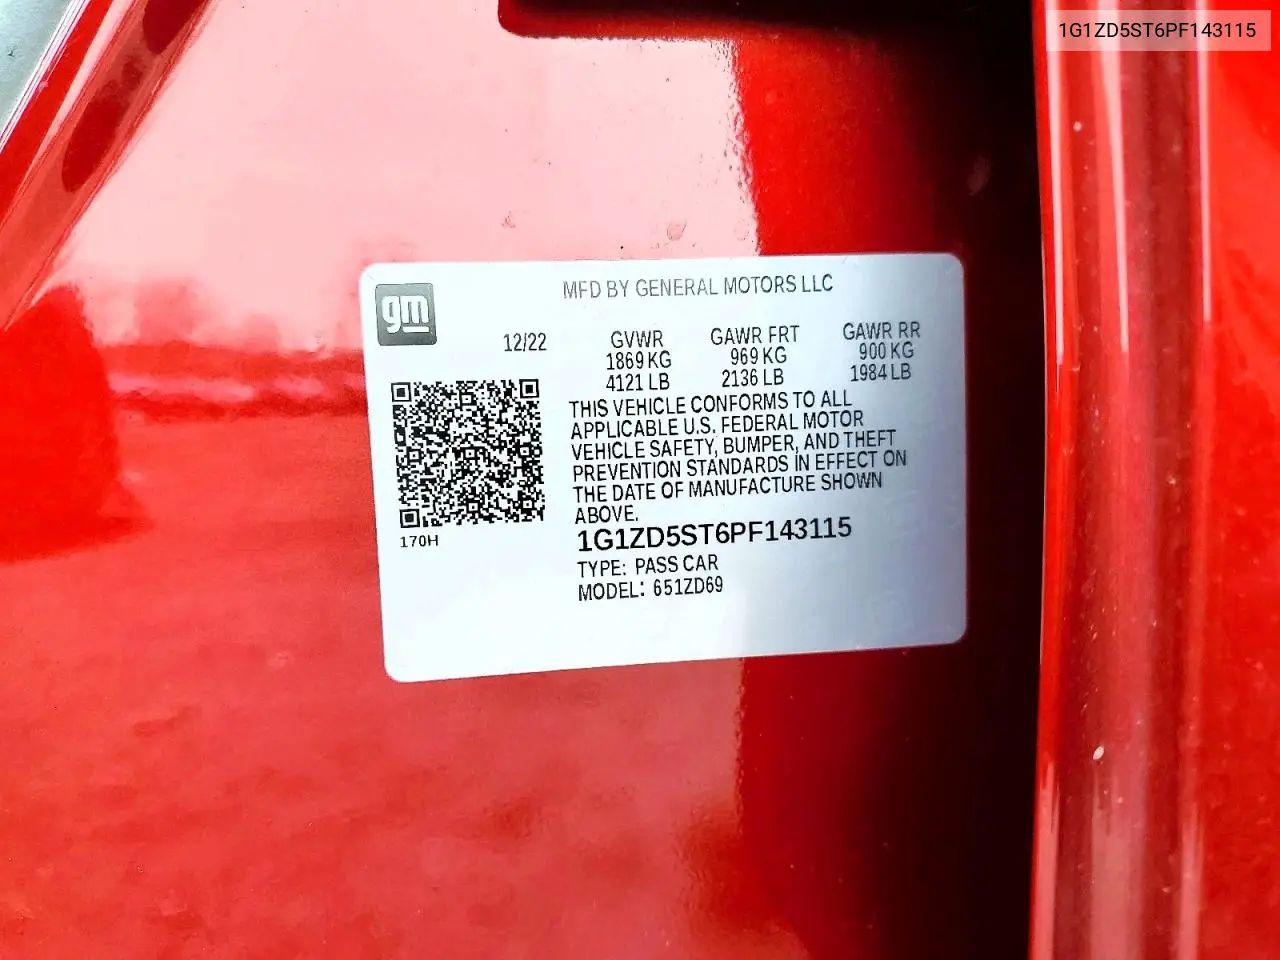 1G1ZD5ST6PF143115
gm
MFD BY GENERAL MOTORS LLC
12/22 GVWR GAWR FRT GAWR RR
1869 KG 969 KG 900 KG
4121 LB 2136 LB 1984 LB
THIS VEHICLE CONFORMS TO ALL
APPLICABLE U.S. FEDERAL MOTOR
VEHICLE SAFETY, BUMPER, AND THEFT
PREVENTION STANDARDS IN EFFECT ON
THE DATE OF MANUFACTURE SHOWN
ABOVE.
170H
1G1ZD5ST6PF143115
TYPE: PASS CAR
MODEL: 651ZD69